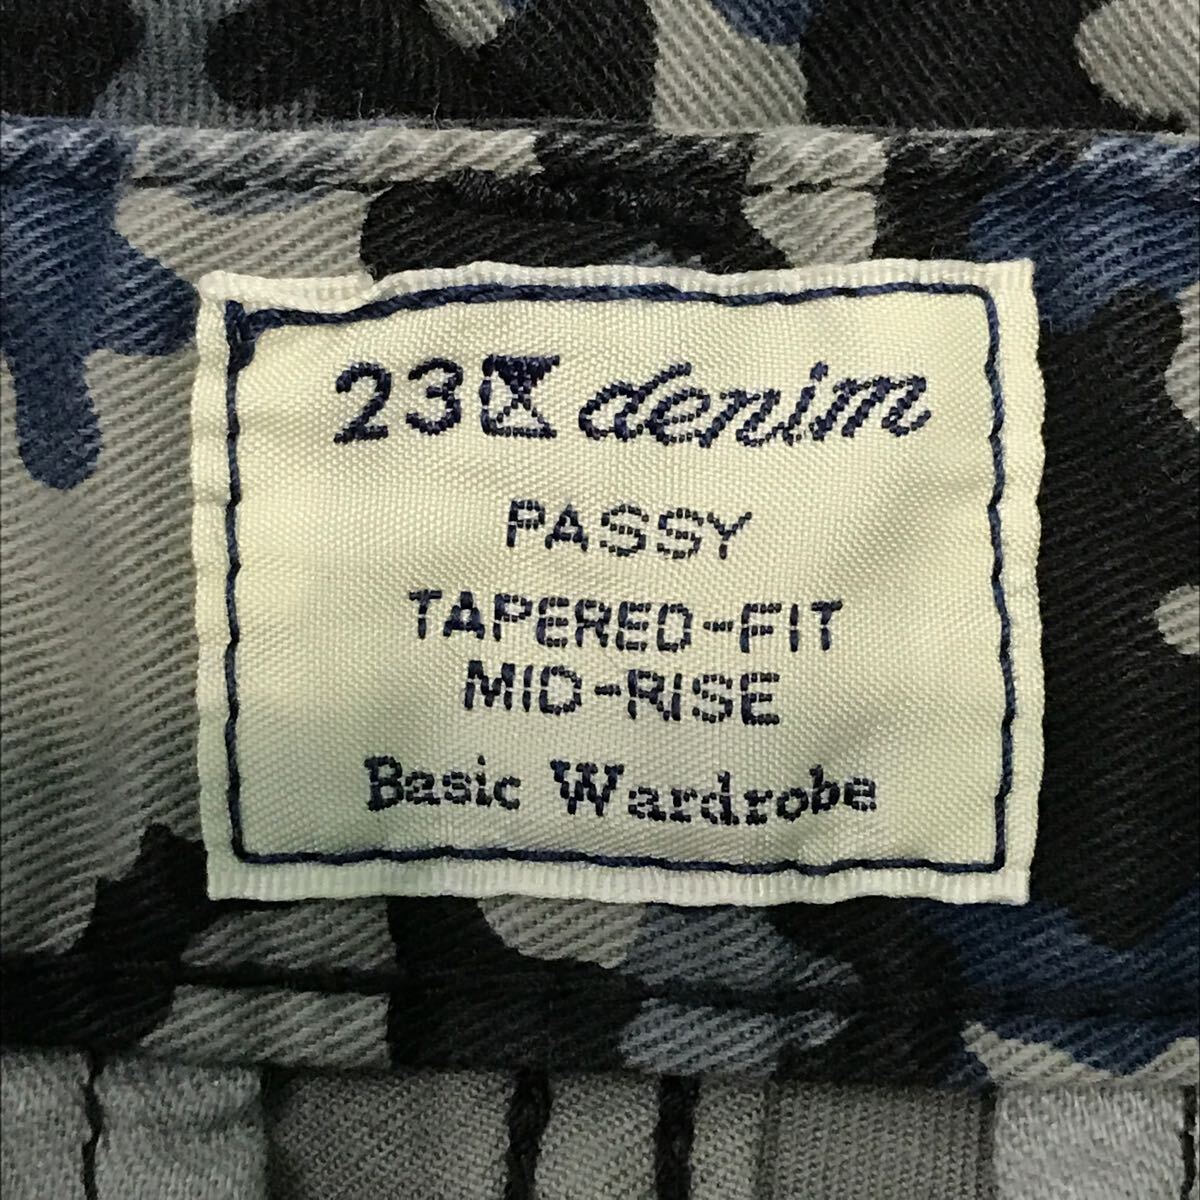 23区 denim
PASSY
TAPERED-FIT
MID-RISE
Basic Wardrobe